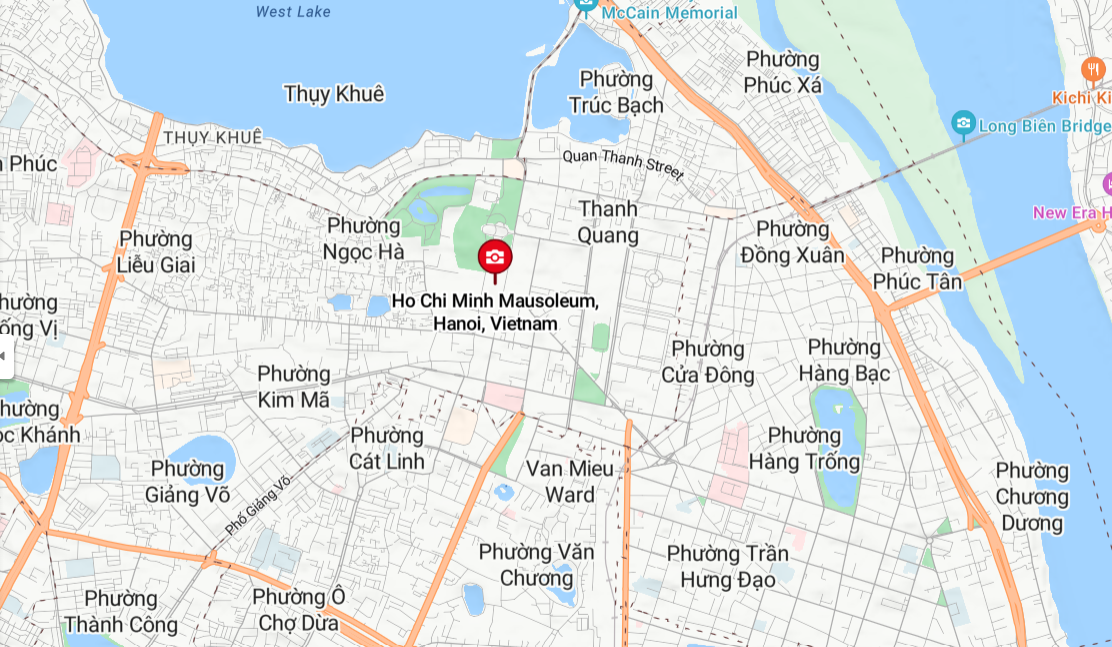 West Lake
McCain Memorial
Thụy Khuê
Phường
Trúc Bạch
Phường
Phúc Xá
Kichi Ki
Long Biên Bridge
THỤY KHUÊ
Quan Thanh Street
Phúc
New Era H
Phường
Ngọc Hà
Thanh
Quang
Phường
Liễu Giai
Phường
Đồng Xuân
Phường
Phúc Tân
Ho Chi Minh Mausoleum,
Hanoi, Vietnam
hường
ống Vị
Phường
Cửa Đông
Phường
Hàng Bạc
Phường
Kim Mã
hường
ọc Khánh
Phường
Cát Linh
Phường
Hàng Trống
Phường
Giảng Võ
Van Mieu
Ward
Phường
Chương
Dương
Phố Giảng Võ
Phường Văn
Chương
Phường Trần
Hưng Đạo
Phường
Thành Công
Phường Ô
Chợ Dừa